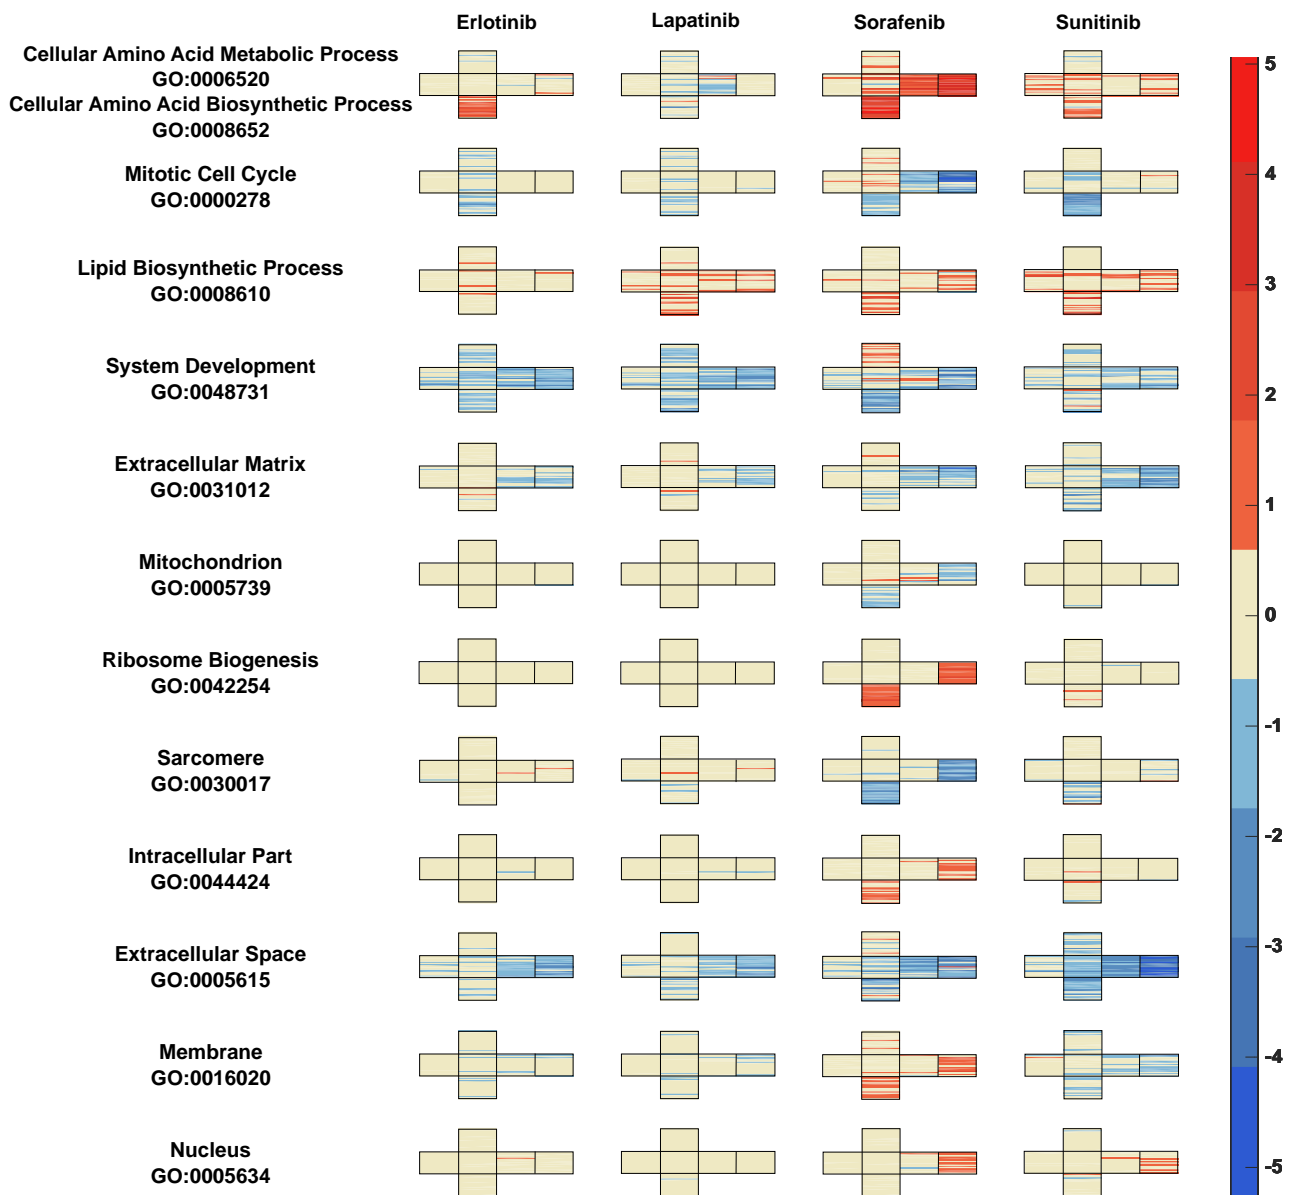 Erlotinib Lapatinib Sorafenib Sunitinib
Cellular Amino Acid Metabolic Process
GO:0006520
Cellular Amino Acid Biosynthetic Process
GO:0008652
Mitotic Cell Cycle
GO:0000278
Lipid Biosynthetic Process
GO:0008610
System Development
GO:0048731
Extracellular Matrix
GO:0031012
Mitochondrion
GO:0005739
Ribosome Biogenesis
GO:0042254
Sarcomere
GO:0030017
Intracellular Part
GO:0044424
Extracellular Space
GO:0005615
Membrane
GO:0016020
Nucleus
GO:0005634
5
4
3
2
1
0
-1
-2
-3
-4
-5